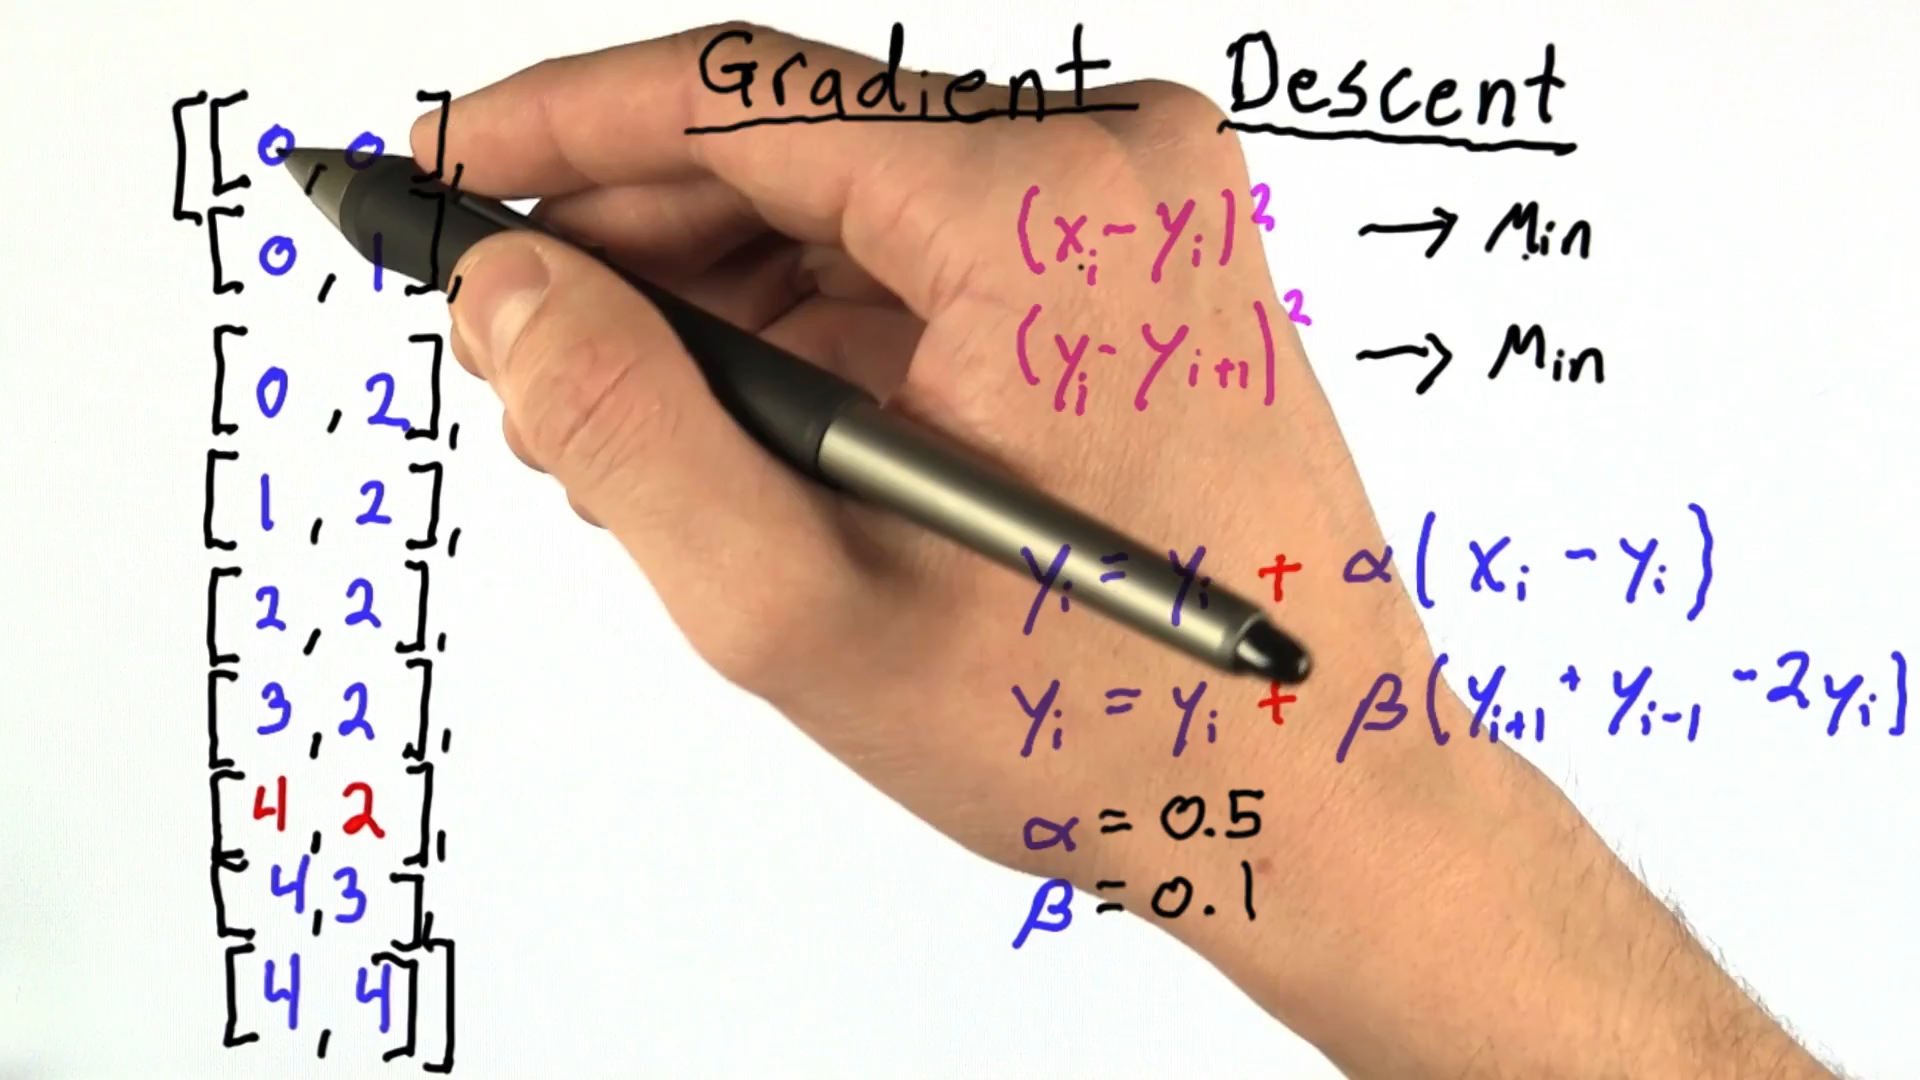 Gradient Descent
[[0, 0],
[0, 1],
[0, 2],
[1, 2],
[2, 2],
[3, 2],
[4, 2],
[4, 3],
[4, 4]]
(xᵢ - yᵢ)² → Min
(yᵢ - yᵢ₊₁)² → Min
yᵢ = yᵢ + α(xᵢ - yᵢ)
yᵢ = yᵢ + β(yᵢ₊₁ + yᵢ₋₁ - 2yᵢ)
α = 0.5
β = 0.1